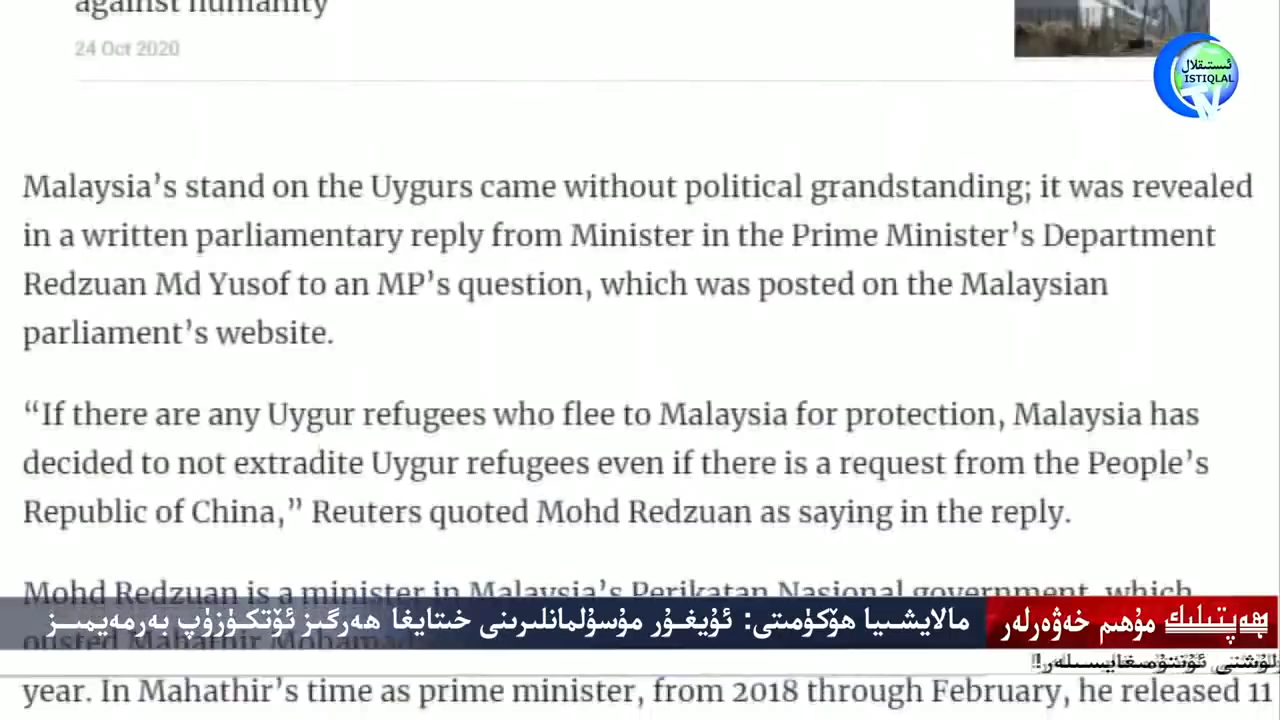 against humanity
24 Oct 2020
ئىستىقلال
ISTIQLAL
TV
Malaysia’s stand on the Uygurs came without political grandstanding; it was revealed
in a written parliamentary reply from Minister in the Prime Minister’s Department
Redzuan Md Yusof to an MP’s question, which was posted on the Malaysian
parliament’s website.
“If there are any Uygur refugees who flee to Malaysia for protection, Malaysia has
decided to not extradite Uygur refugees even if there is a request from the People’s
Republic of China,” Reuters quoted Mohd Redzuan as saying in the reply.
Mohd Redzuan is a minister in Malaysia’s Perikatan Nasional government, which
ousted Mahathir Mohamad
ھەپتىلىك مۇھىم خەۋەرلەر
مالايشىيا ھۆكۈمىتى: ئۇيغۇر مۇسۇلمانلىرىنى خىتايغا ھەرگىز ئۆتكۈزۈپ بەرمەيمىز
year. In Mahathir’s time as prime minister, from 2018 through February, he released 11